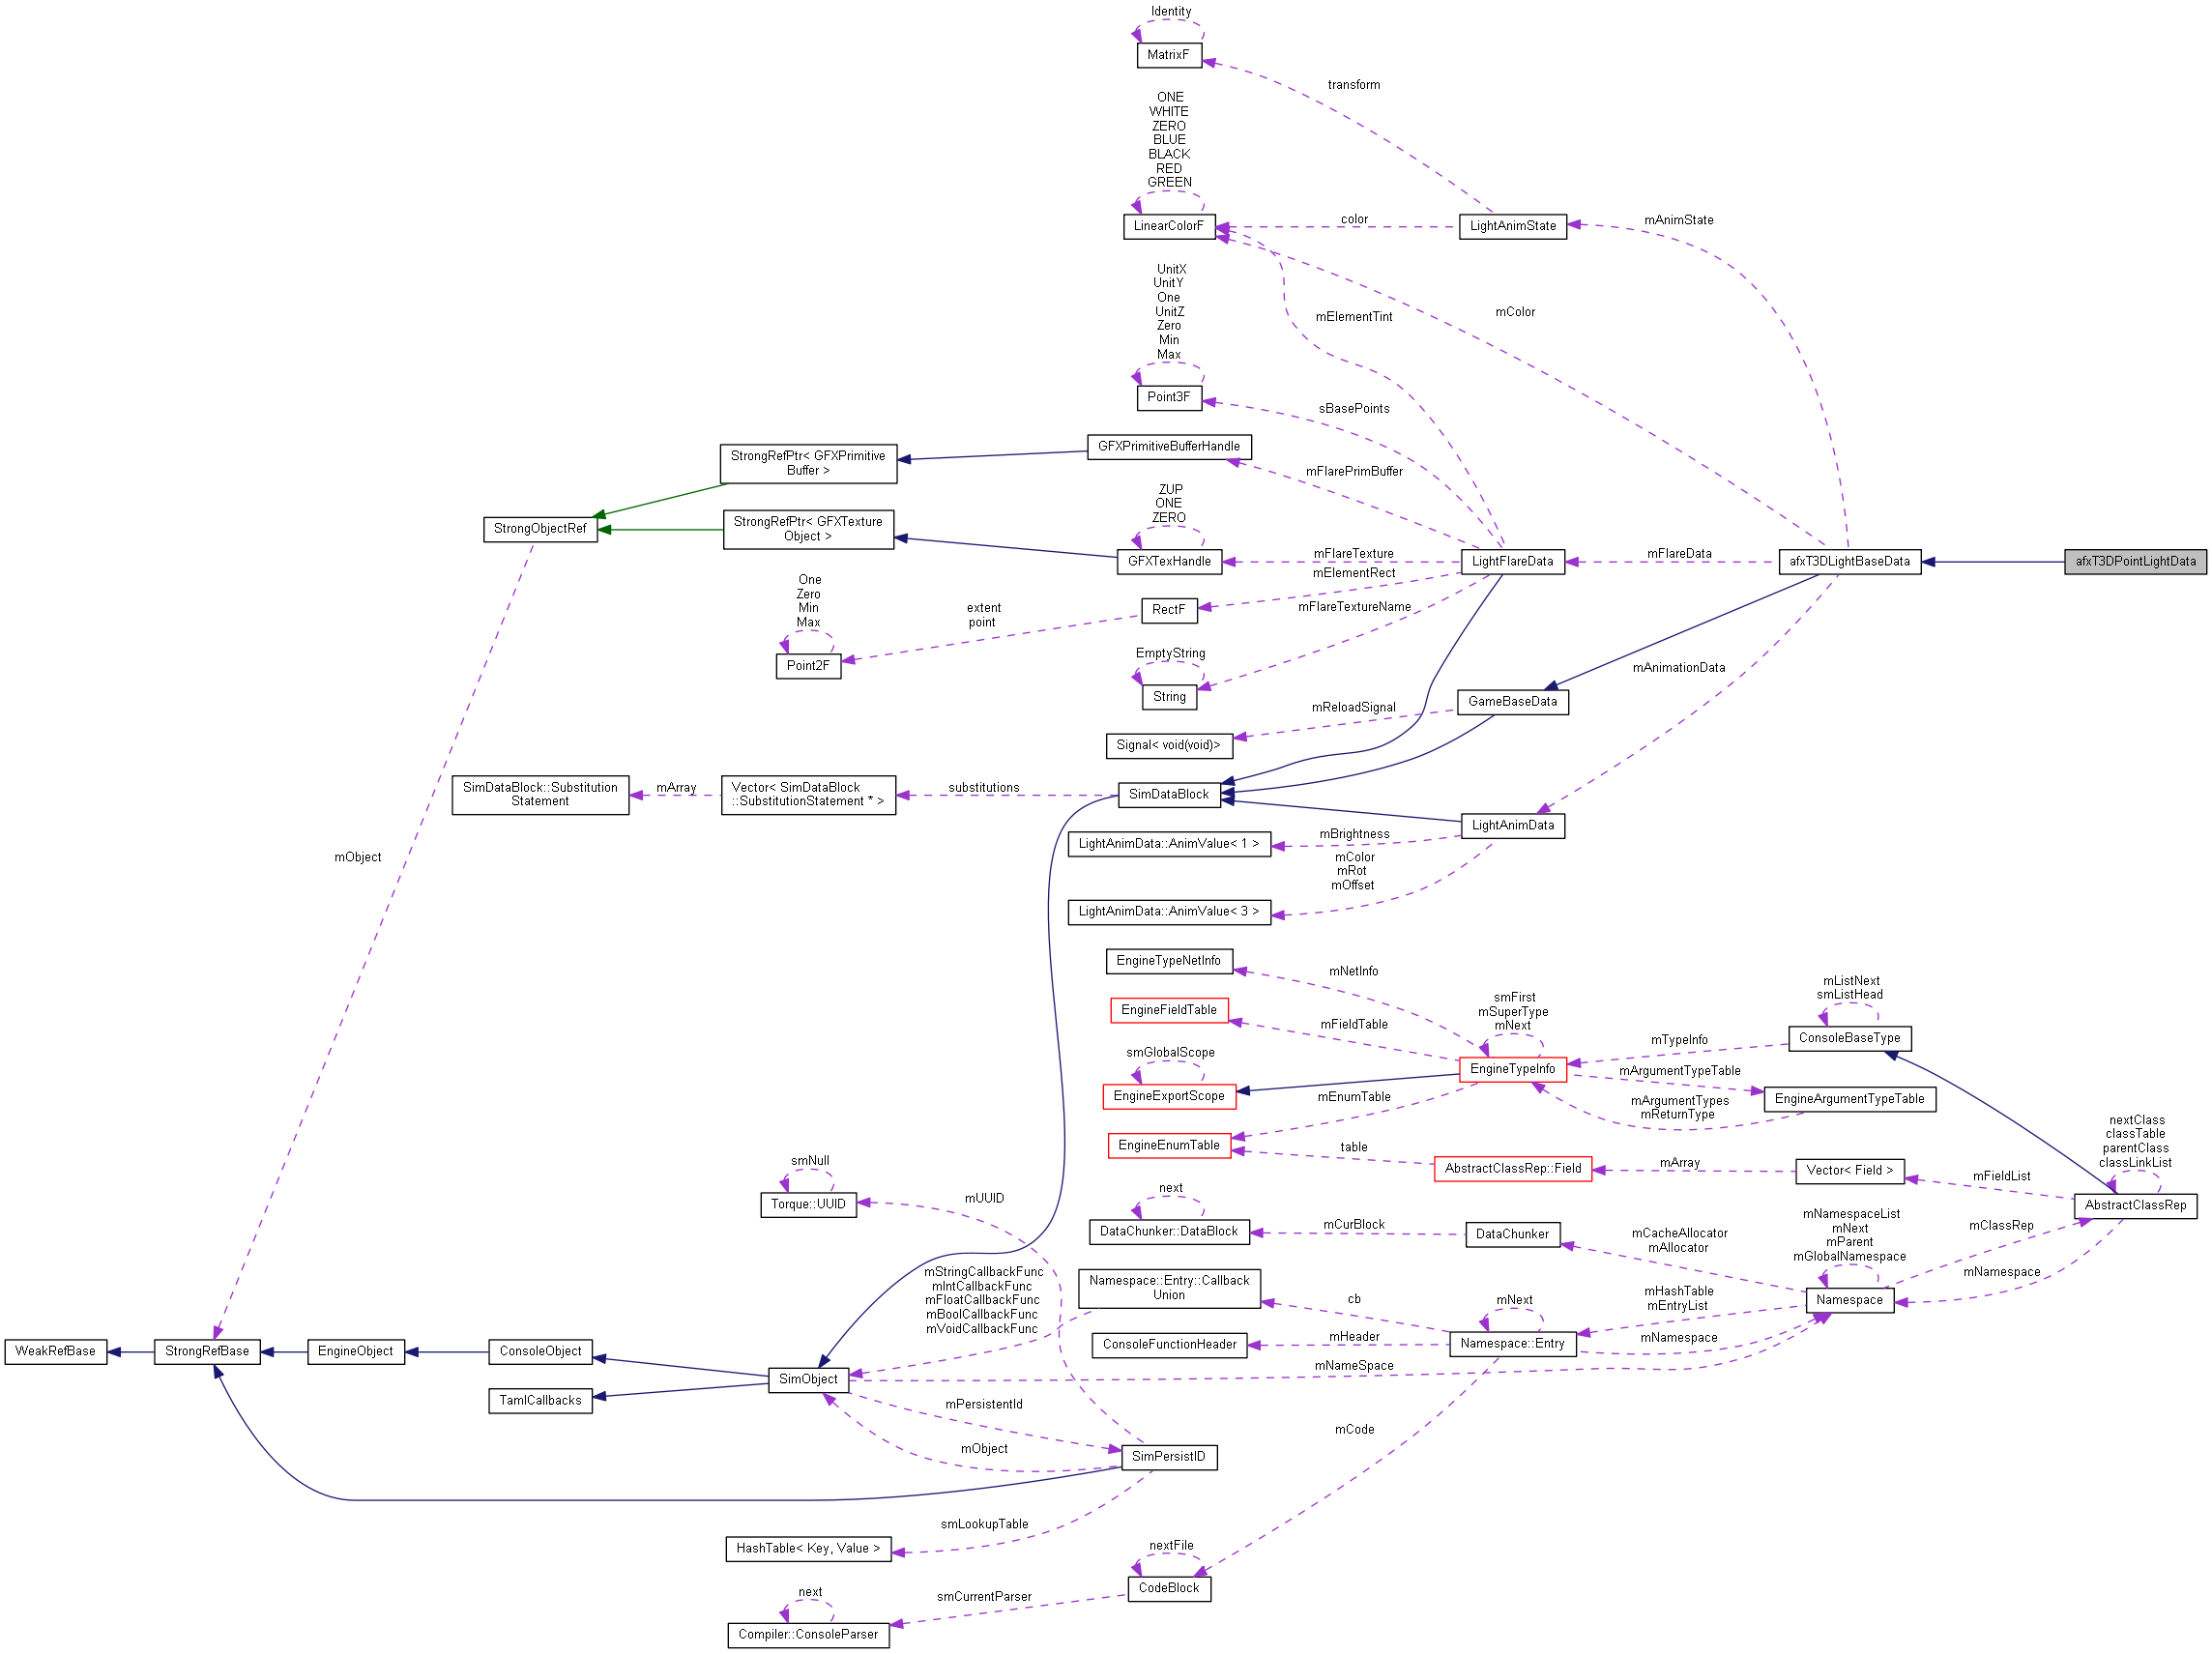 Identity
MatrixF
transform
ONE
WHITE
ZERO
BLUE
BLACK
RED
GREEN
LinearColorF
color
LightAnimState
mAnimState
UnitX
UnitY
One
UnitZ
Zero
Min
Max
mElementTint
mColor
Point3F
sBasePoints
GFXPrimitiveBufferHandle
StrongRefPtr< GFXPrimitive
Buffer >
mFlarePrimBuffer
ZUP
ONE
ZERO
StrongObjectRef
StrongRefPtr< GFXTexture
Object >
GFXTexHandle
mFlareTexture
LightFlareData
mFlareData
afxT3DLightBaseData
afxT3DPointLightData
mElementRect
One
Zero
Min
Max
extent
point
RectF
mFlareTextureName
Point2F
EmptyString
String
mAnimationData
mReloadSignal
GameBaseData
Signal< void(void)>
SimDataBlock::Substitution
Statement
mArray
Vector< SimDataBlock
::SubstitutionStatement * >
substitutions
SimDataBlock
LightAnimData
mBrightness
LightAnimData::AnimValue< 1 >
mObject
mColor
mRot
mOffset
LightAnimData::AnimValue< 3 >
EngineTypeNetInfo
mNetInfo
EngineFieldTable
mFieldTable
smFirst
mSuperType
mNext
mListNext
smListHead
ConsoleBaseType
mTypeInfo
smGlobalScope
EngineExportScope
EngineTypeInfo
mArgumentTypeTable
EngineArgumentTypeTable
mEnumTable
mArgumentTypes
mReturnType
EngineEnumTable
table
AbstractClassRep::Field
mArray
Vector< Field >
mFieldList
nextClass
classTable
parentClass
classLinkList
AbstractClassRep
smNull
Torque::UUID
mUUID
next
DataChunker::DataBlock
mCurBlock
DataChunker
mCacheAllocator
mAllocator
mNamespaceList
mNext
mParent
mGlobalNamespace
mClassRep
mNamespace
Namespace
mStringCallbackFunc
mIntCallbackFunc
mFloatCallbackFunc
mBoolCallbackFunc
mVoidCallbackFunc
Namespace::Entry::Callback
Union
cb
mNext
mHashTable
mEntryList
ConsoleFunctionHeader
mHeader
Namespace::Entry
mNamespace
WeakRefBase
StrongRefBase
EngineObject
ConsoleObject
SimObject
mNameSpace
TamlCallbacks
mPersistentId
mObject
SimPersistID
mCode
smLookupTable
HashTable< Key, Value >
nextFile
CodeBlock
smCurrentParser
next
Compiler::ConsoleParser